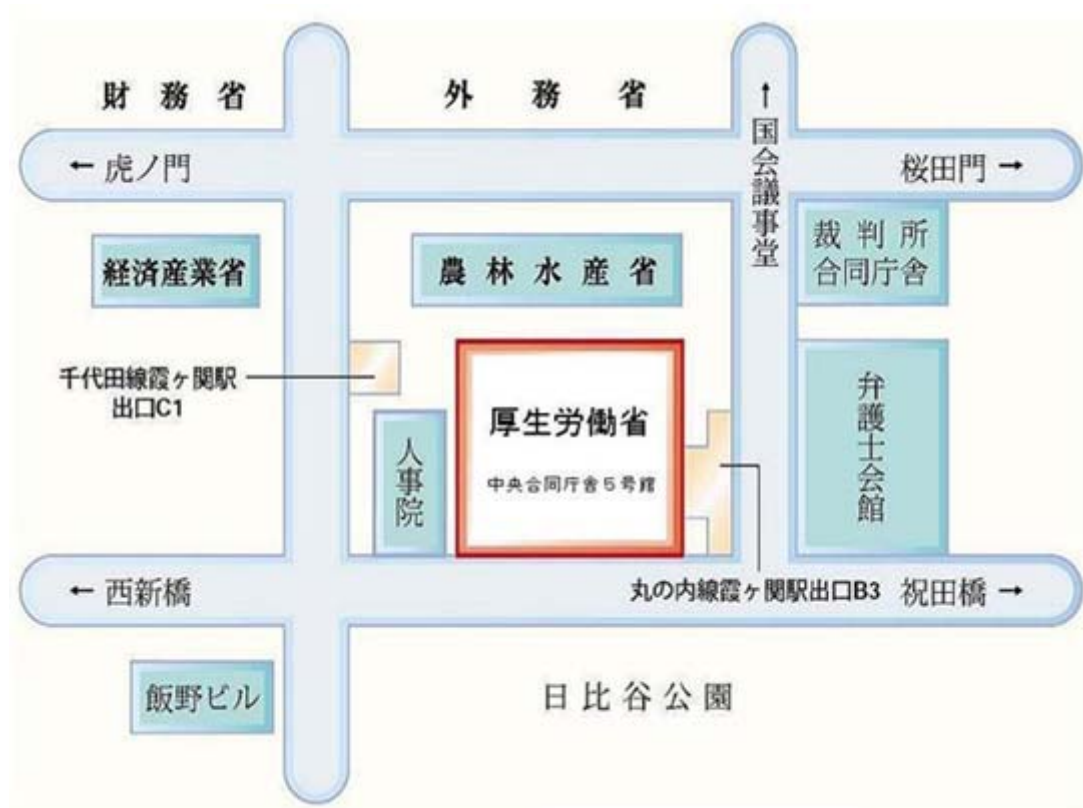 財務省
外務省
↑国会議事堂
← 虎ノ門
桜田門 →
経済産業省
農林水産省
裁判所
合同庁舎
千代田線霞ヶ関駅
出口C1
人事院
厚生労働省
中央合同庁舎5号館
弁護士会館
← 西新橋
丸の内線霞ヶ関駅出口B3
祝田橋 →
飯野ビル
日比谷公園